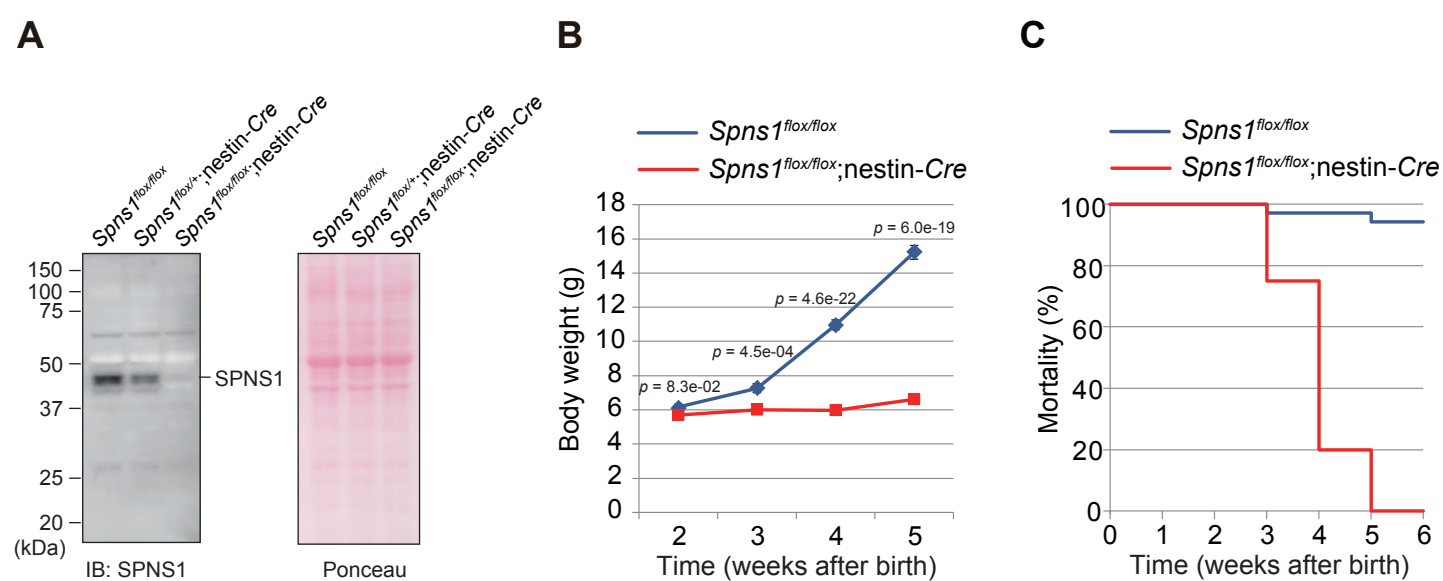 A
Spns1flox/flox
Spns1flox/+;nestin-Cre
Spns1flox/flox;nestin-Cre
Spns1flox/flox
Spns1flox/+;nestin-Cre
Spns1flox/flox;nestin-Cre
150
100
75
50
37
25
20
(kDa)
SPNS1
IB: SPNS1
Ponceau
B
Spns1flox/flox
Spns1flox/flox;nestin-Cre
Body weight (g)
18
16
14
12
10
8
6
4
2
0
p = 8.3e-02
p = 4.5e-04
p = 4.6e-22
p = 6.0e-19
2 3 4 5
Time (weeks after birth)
C
Spns1flox/flox
Spns1flox/flox;nestin-Cre
Mortality (%)
100
80
60
40
20
0
0 1 2 3 4 5 6
Time (weeks after birth)